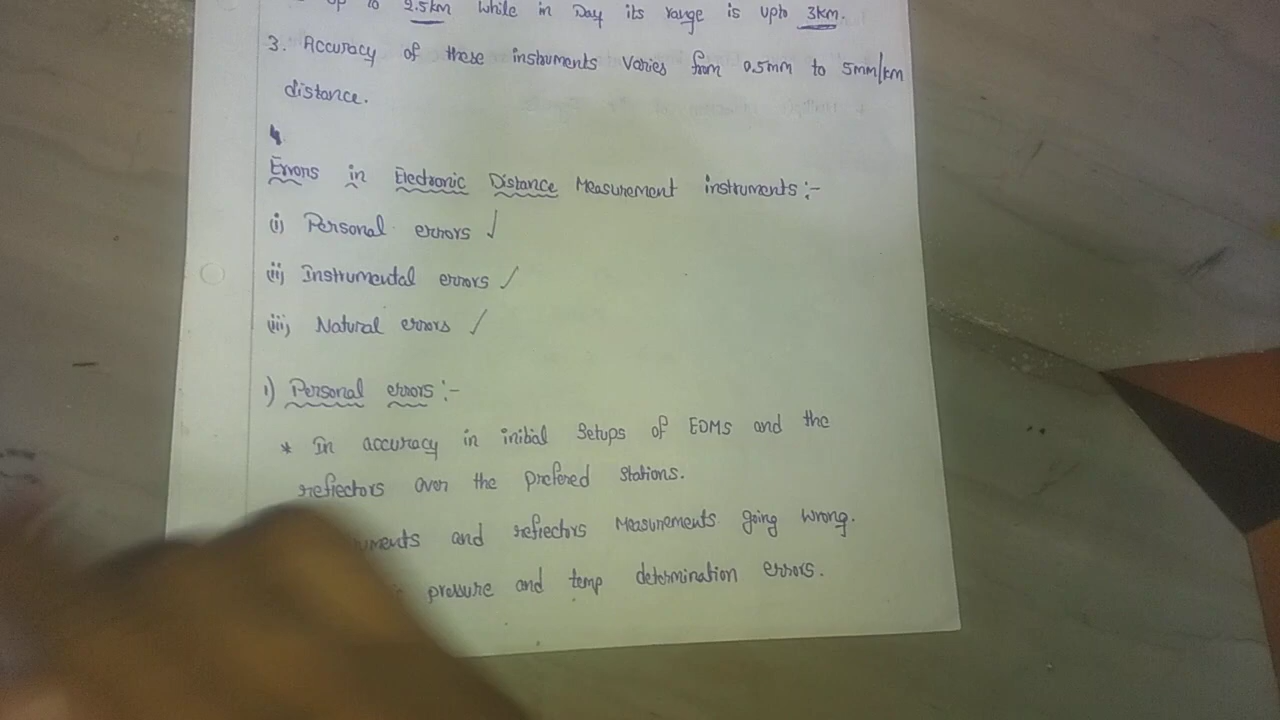 to 2.5km while in Day its range is upto 3km.
3. Accuracy of these instruments varies from 0.5mm to 5mm/km
distance.
Errors in Electronic Distance Measurement instruments :-
(i) Personal errors ✓
(ii) Instrumental errors ✓
(iii) Natural errors ✓
1) Personal errors :-
* In accuracy in initial setups of EDMs and the
reflectors over the prefered stations.
and reflectors measurements going wrong.
pressure and temp determination errors.